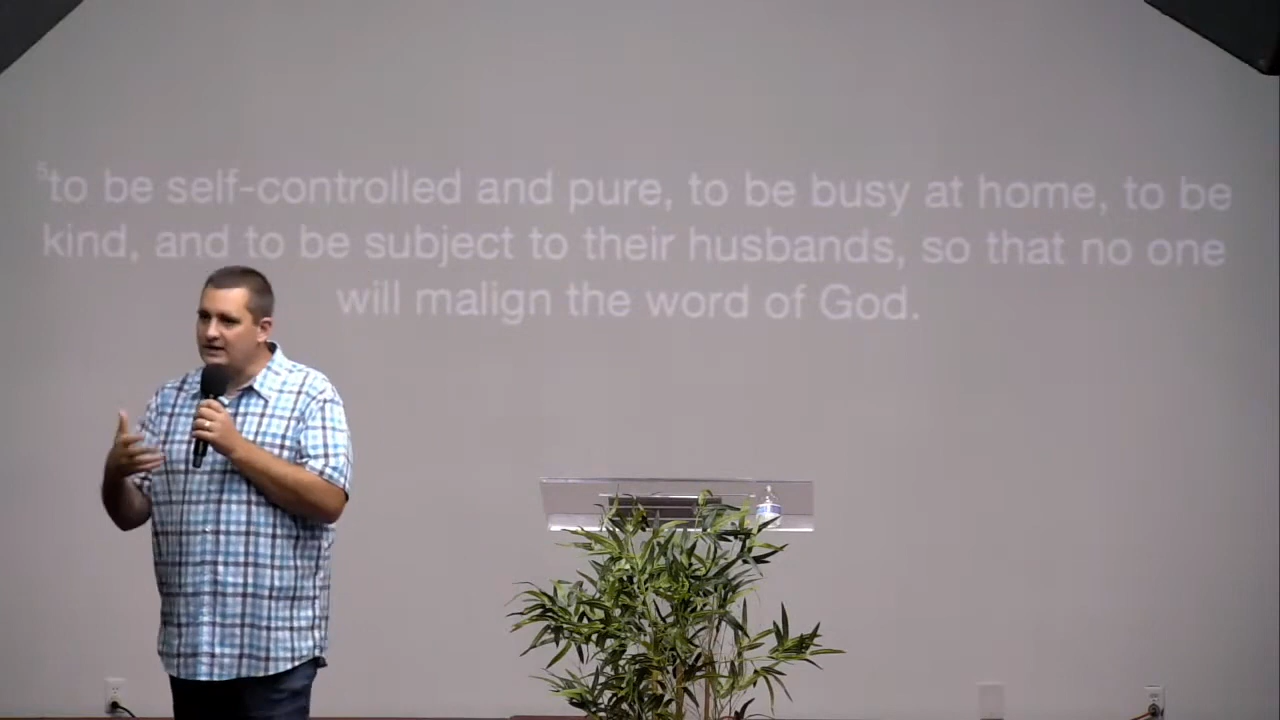 5to be self-controlled and pure, to be busy at home, to be
kind, and to be subject to their husbands, so that no one
will malign the word of God.